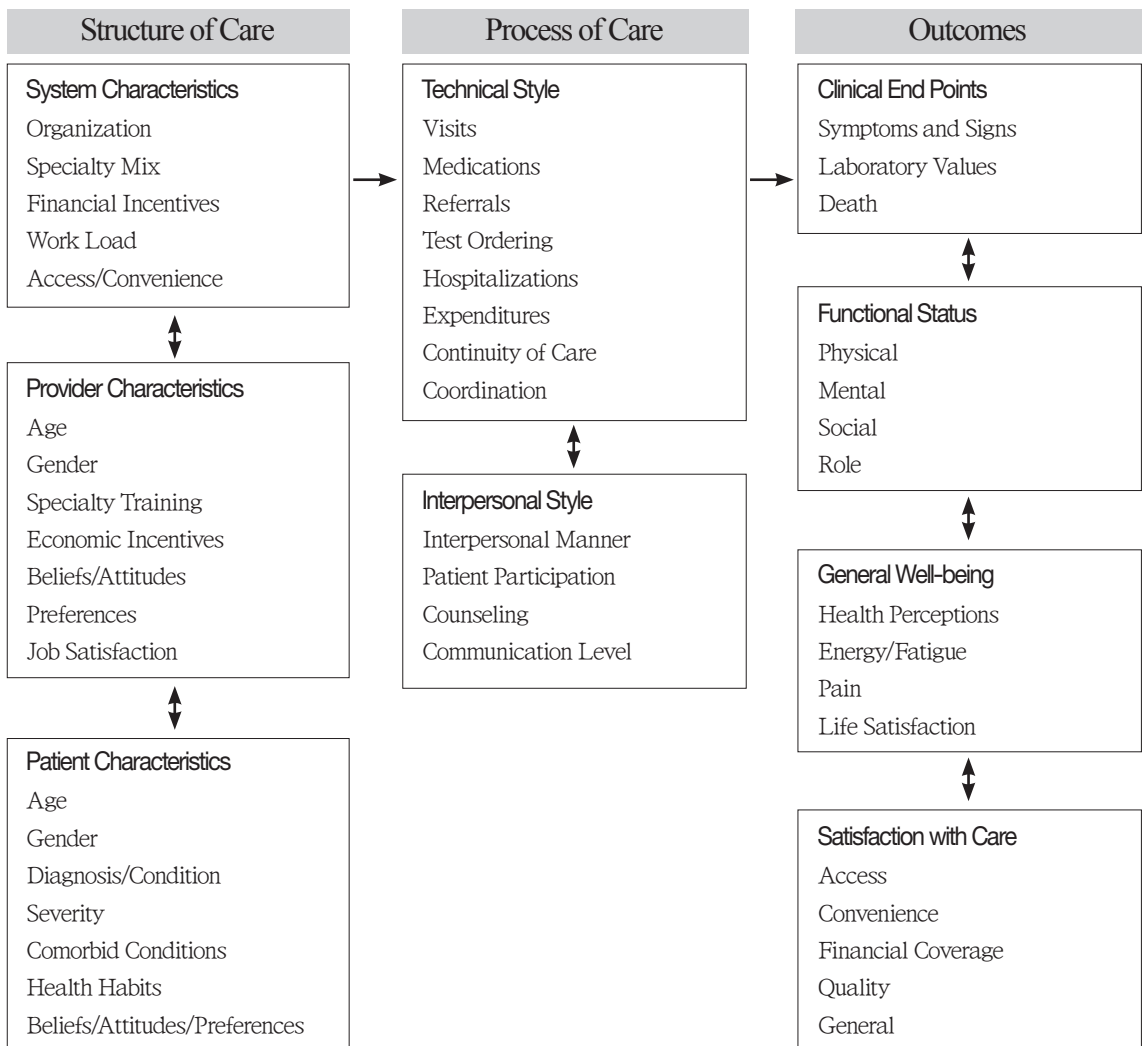 Structure of Care
System Characteristics
Organization
Specialty Mix
Financial Incentives
Work Load
Access/Convenience
Provider Characteristics
Age
Gender
Specialty Training
Economic Incentives
Beliefs/Attitudes
Preferences
Job Satisfaction
Patient Characteristics
Age
Gender
Diagnosis/Condition
Severity
Comorbid Conditions
Health Habits
Beliefs/Attitudes/Preferences
Process of Care
Technical Style
Visits
Medications
Referrals
Test Ordering
Hospitalizations
Expenditures
Continuity of Care
Coordination
Interpersonal Style
Interpersonal Manner
Patient Participation
Counseling
Communication Level
Outcomes
Clinical End Points
Symptoms and Signs
Laboratory Values
Death
Functional Status
Physical
Mental
Social
Role
General Well-being
Health Perceptions
Energy/Fatigue
Pain
Life Satisfaction
Satisfaction with Care
Access
Convenience
Financial Coverage
Quality
General